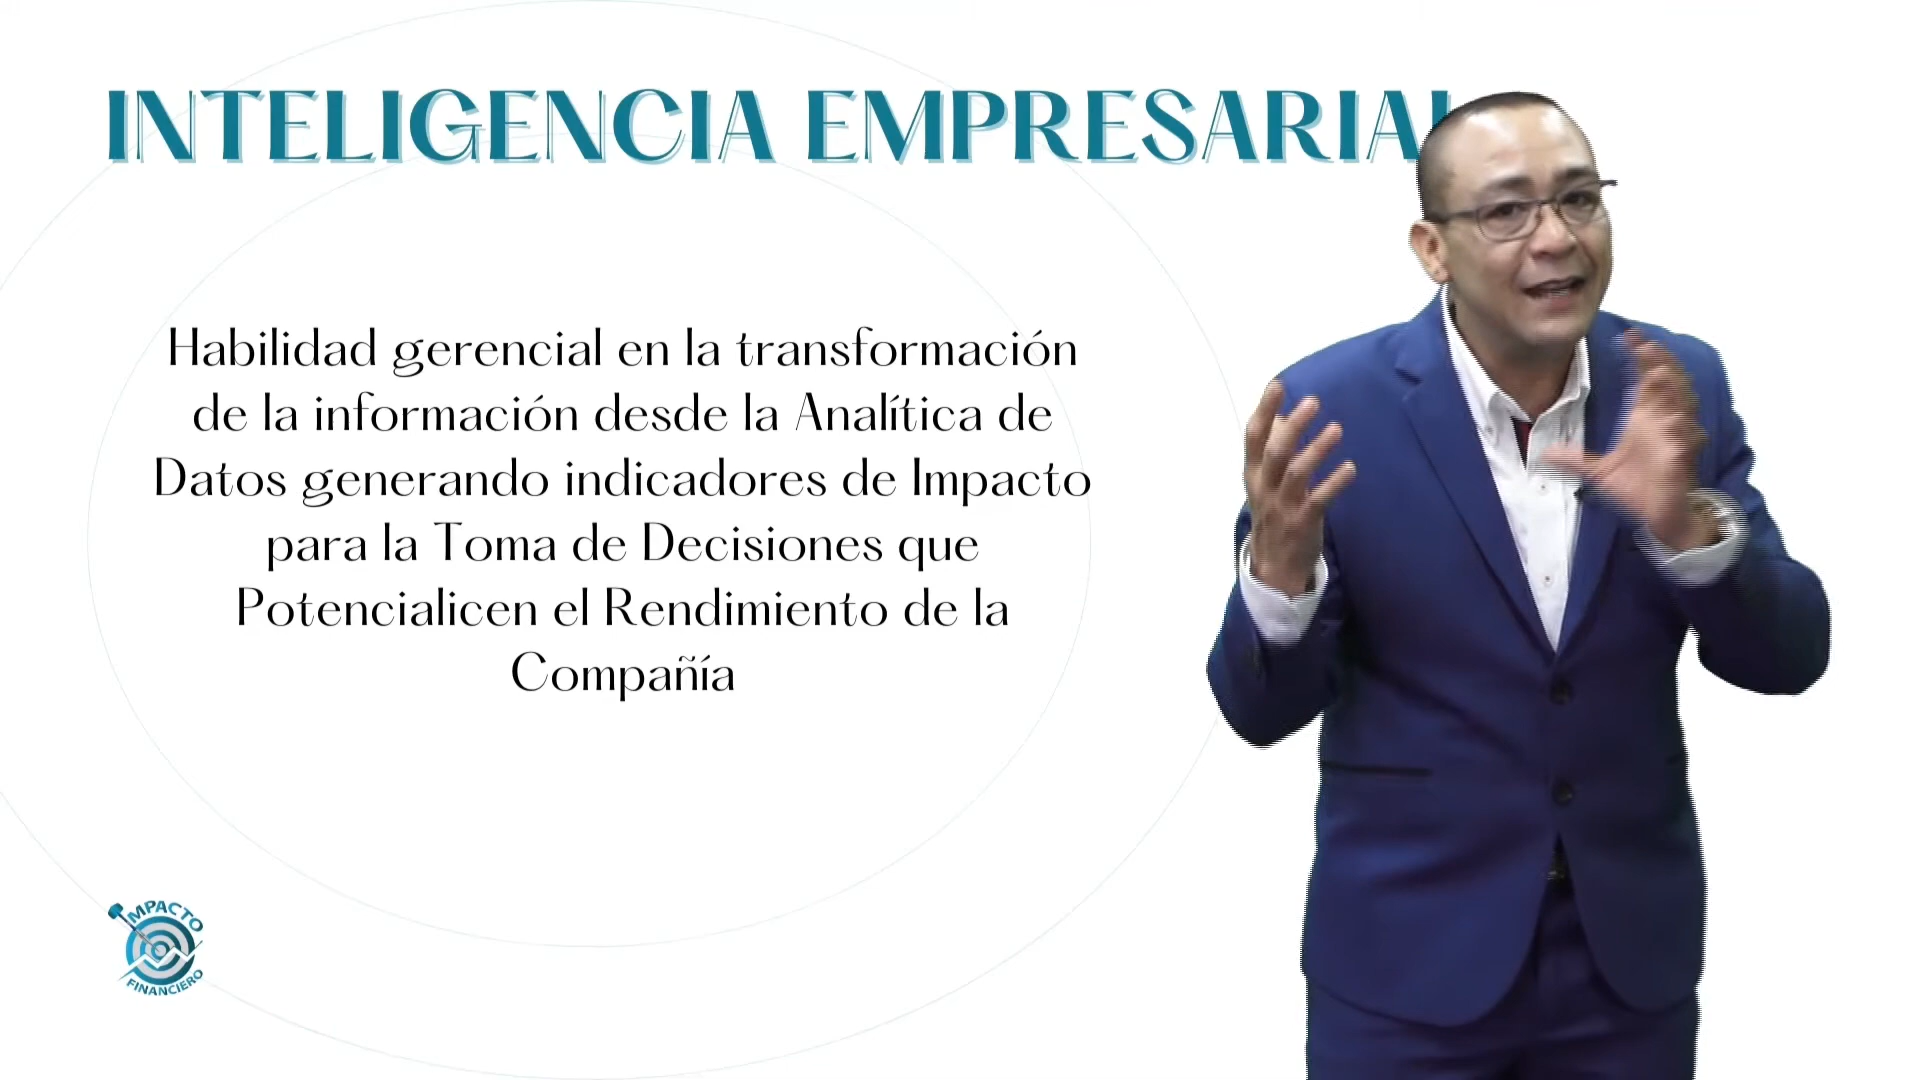 INTELIGENCIA EMPRESARIAL
Habilidad gerencial en la transformación
de la información desde la Analítica de
Datos generando indicadores de Impacto
para la Toma de Decisiones que
Potencialicen el Rendimiento de la
Compañía
IMPACTO
FINANCIERO